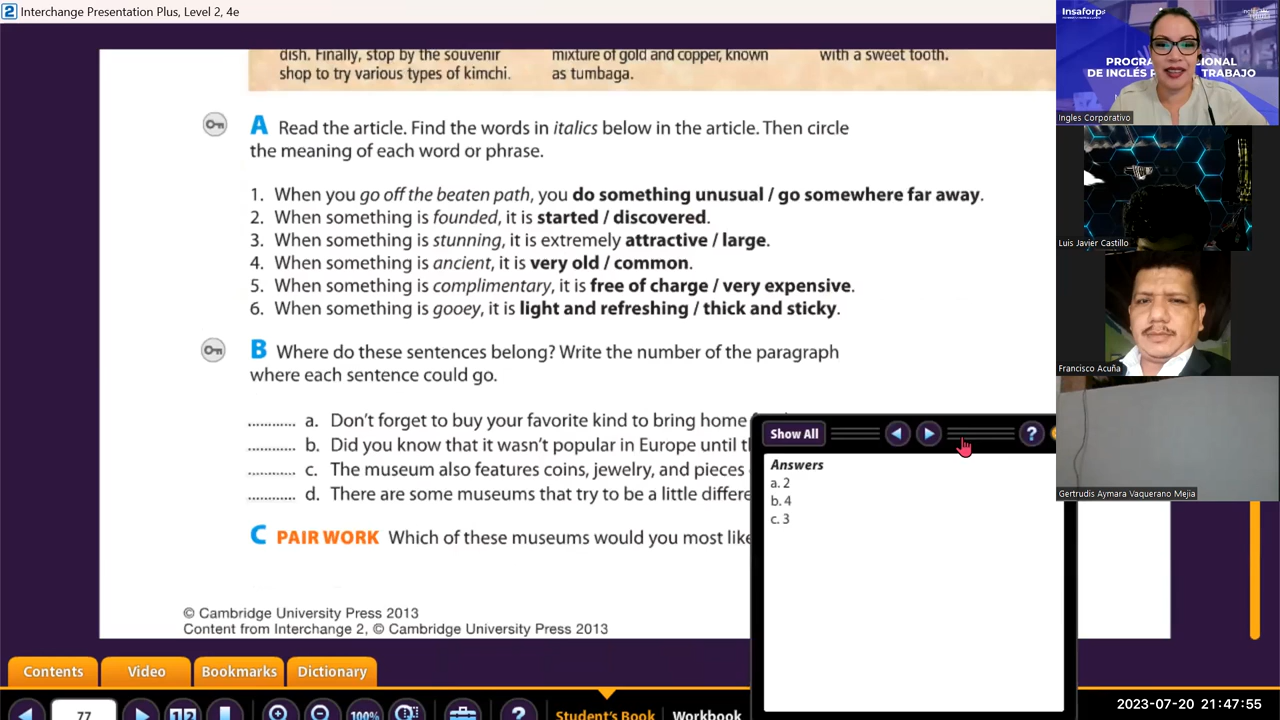 Interchange Presentation Plus, Level 2, 4e
dish. Finally, stop by the souvenir
shop to try various types of kimchi.
mixture of gold and copper, known
as tumbaga.
with a sweet tooth.
A Read the article. Find the words in italics below in the article. Then circle
the meaning of each word or phrase.
1. When you go off the beaten path, you do something unusual / go somewhere far away.
2. When something is founded, it is started / discovered.
3. When something is stunning, it is extremely attractive / large.
4. When something is ancient, it is very old / common.
5. When something is complimentary, it is free of charge / very expensive.
6. When something is gooey, it is light and refreshing / thick and sticky.
B Where do these sentences belong? Write the number of the paragraph
where each sentence could go.
........... a. Don't forget to buy your favorite kind to bring home
........... b. Did you know that it wasn't popular in Europe until
........... c. The museum also features coins, jewelry, and pieces
........... d. There are some museums that try to be a little differe
C PAIR WORK Which of these museums would you most like
© Cambridge University Press 2013
Content from Interchange 2, © Cambridge University Press 2013
Show All
?
Answers
a. 2
b. 4
c. 3
Contents
Video
Bookmarks
Dictionary
77
100%
?
Student's Book
Workbook
Insaforp
Ingles Corporativo
Luis Javier Castillo
Francisco Acuña
Gertrudis Aymara Vaquerano Mejia
2023-07-20 21:47:55